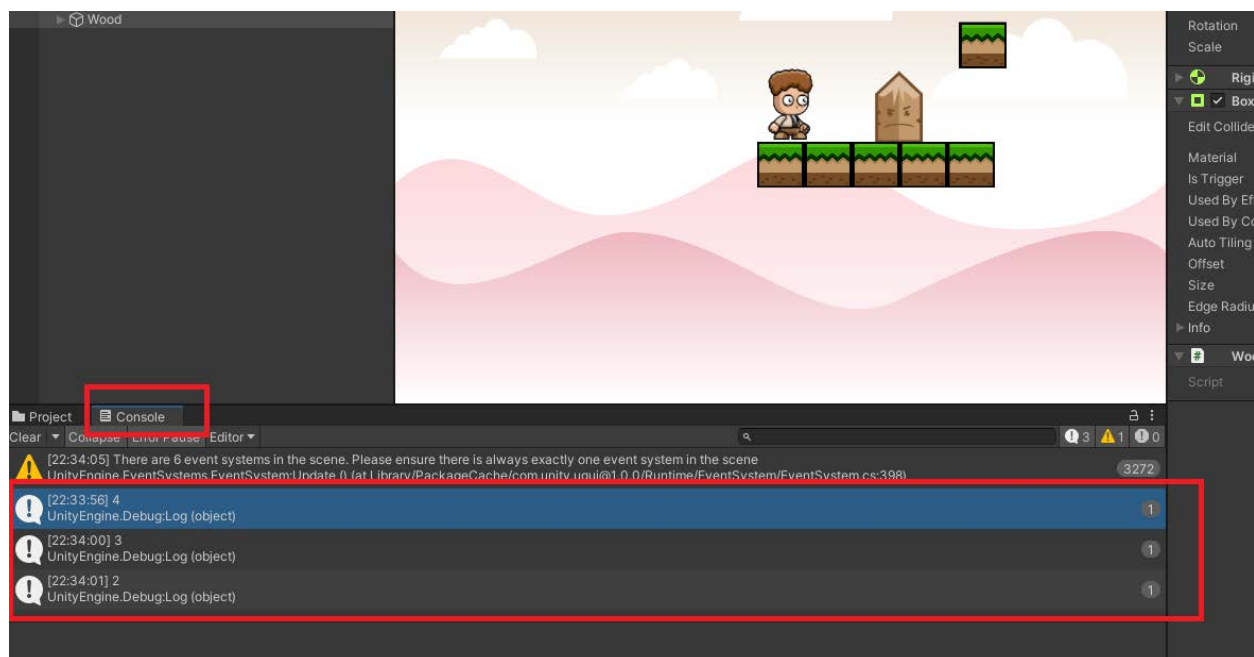 Wood
Rotation
Scale
Rigi
Box
Edit Collide
Material
Is Trigger
Used By Ef
Used By Co
Auto Tiling
Offset
Size
Edge Radiu
Info
Woo
Script
Project
Console
Clear Collapse Error Pause Editor
3 1 0
[22:34:05] There are 6 event systems in the scene. Please ensure there is always exactly one event system in the scene
UnityEngine.EventSystems.EventSystem:Update () (at Library/PackageCache/com.unity.ugui@1.0.0/Runtime/EventSystem/EventSystem.cs:398)
3272
[22:33:56] 4
UnityEngine.Debug:Log (object)
1
[22:34:00] 3
UnityEngine.Debug:Log (object)
1
[22:34:01] 2
UnityEngine.Debug:Log (object)
1